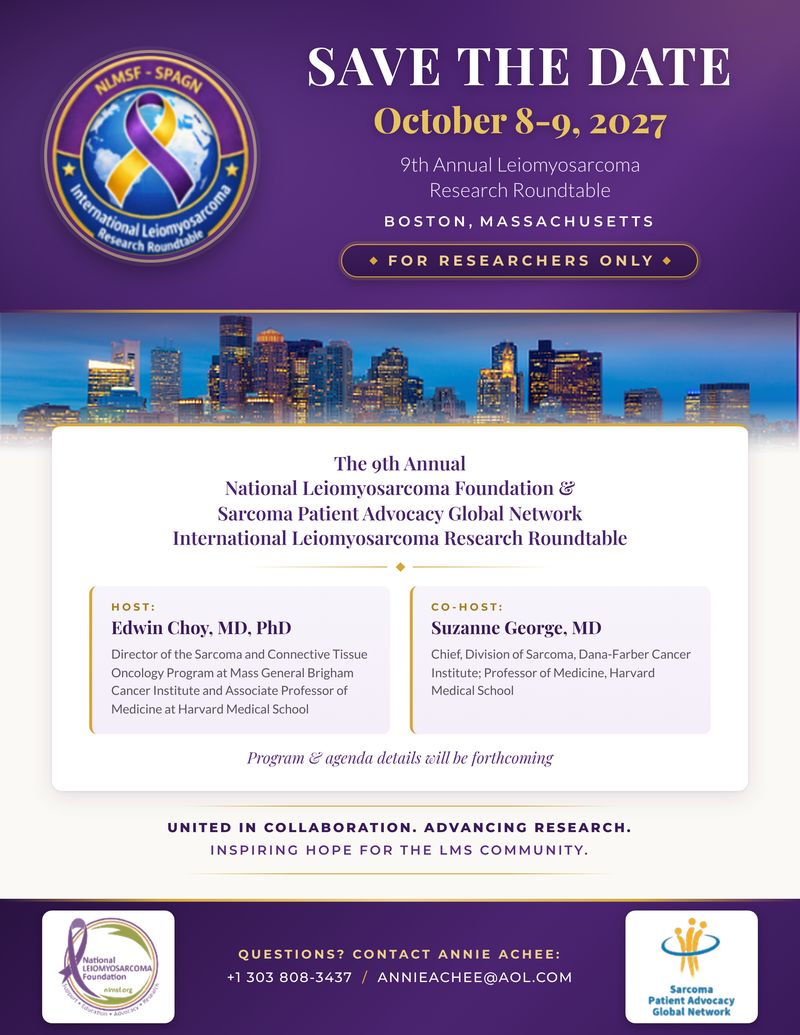 NLMSF - SPAGN
International Leiomyosarcoma
Research Roundtable
SAVE THE DATE
October 8-9, 2027
9th Annual Leiomyosarcoma
Research Roundtable
BOSTON, MASSACHUSETTS
FOR RESEARCHERS ONLY
The 9th Annual
National Leiomyosarcoma Foundation &
Sarcoma Patient Advocacy Global Network
International Leiomyosarcoma Research Roundtable
HOST:
Edwin Choy, MD, PhD
Director of the Sarcoma and Connective Tissue
Oncology Program at Mass General Brigham
Cancer Institute and Associate Professor of
Medicine at Harvard Medical School
CO-HOST:
Suzanne George, MD
Chief, Division of Sarcoma, Dana-Farber Cancer
Institute; Professor of Medicine, Harvard
Medical School
Program & agenda details will be forthcoming
UNITED IN COLLABORATION. ADVANCING RESEARCH.
INSPIRING HOPE FOR THE LMS COMMUNITY.
National
LEIOMYOSARCOMA
Foundation
nlmsf.org
Support • Education • Advocacy • Research
QUESTIONS? CONTACT ANNIE ACHEE:
+1 303 808-3437 / ANNIEACHEE@AOL.COM
Sarcoma
Patient Advocacy
Global Network